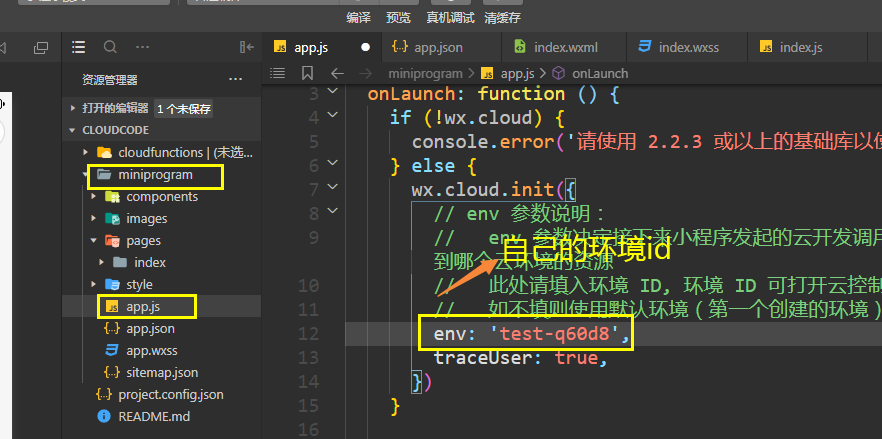 编译 预览 真机调试 清缓存
app.js app.json index.wxml index.wxss index.js
资源管理器
miniprogram > app.js > onLaunch
打开的编辑器 1 个未保存
CLOUDCODE
cloudfunctions | (未选...
miniprogram
components
images
pages
index
style
app.js
app.json
app.wxss
sitemap.json
project.config.json
README.md
3 onLaunch: function () {
4 if (!wx.cloud) {
5 console.error('请使用 2.2.3 或以上的基础库以
6 } else {
7 wx.cloud.init({
8 // env 参数说明：
9 // env 参数决定接下来小程序发起的云开发调用
到哪个云环境的资源
10 // 此处请填入环境 ID, 环境 ID 可打开云控制
11 // 如不填则使用默认环境（第一个创建的环境）
12 env: 'test-q60d8',
13 traceUser: true,
14 })
15 }
16
自己的环境id